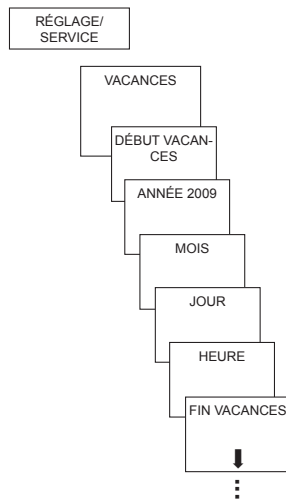 RÉGLAGE/
SERVICE
VACANCES
DÉBUT VACAN-
CES
ANNÉE 2009
MOIS
JOUR
HEURE
FIN VACANCES